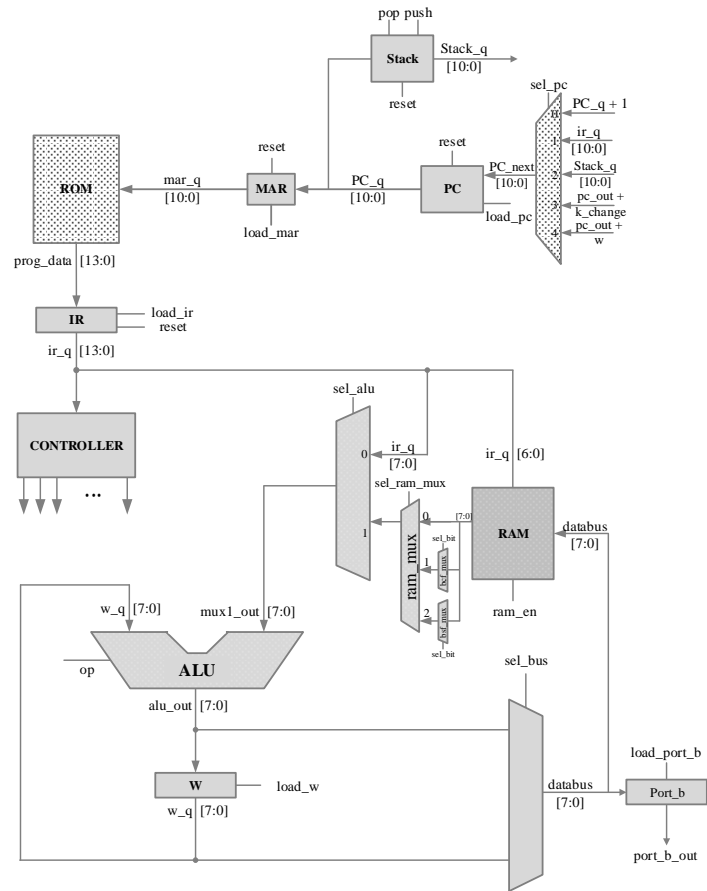 pop push
Stack
Stack_q
[10:0]
reset
sel_pc
0
PC_q + 1
1
ir_q
[10:0]
2
Stack_q
[10:0]
3
pc_out +
k_change
4
pc_out +
w
PC_next
[10:0]
reset
PC
load_pc
PC_q
[10:0]
reset
MAR
load_mar
mar_q
[10:0]
ROM
prog_data [13:0]
IR
load_ir
reset
ir_q [13:0]
CONTROLLER
...
sel_alu
0
ir_q
[7:0]
1
sel_ram_mux
ram_mux
0
[7:0]
1
2
sel_bit
bcf_mux
bsf_mux
sel_bit
ir_q [6:0]
RAM
ram_en
databus
[7:0]
w_q [7:0]
mux1_out [7:0]
op
ALU
alu_out [7:0]
W
load_w
w_q [7:0]
sel_bus
databus
[7:0]
load_port_b
Port_b
port_b_out